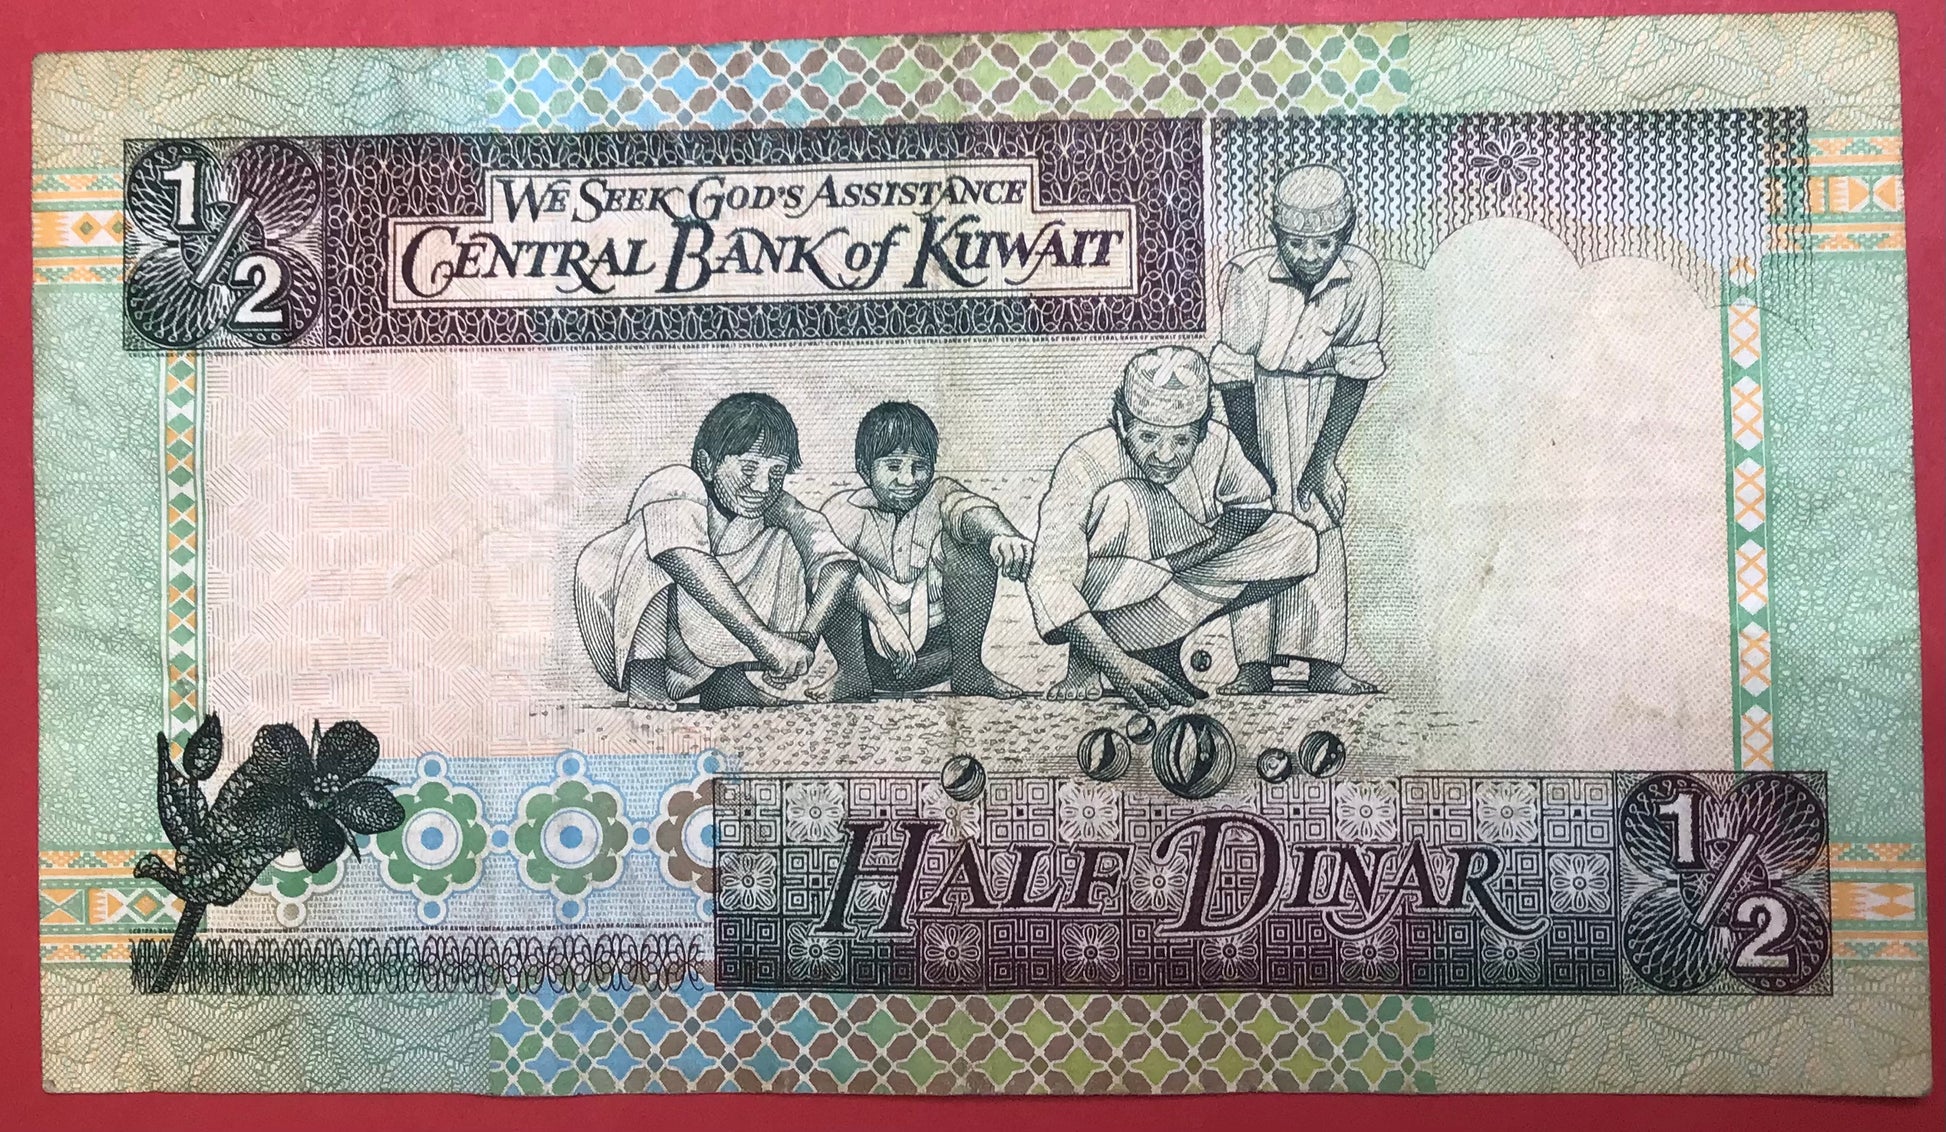 1/2
WE SEEK GOD'S ASSISTANCE
CENTRAL BANK of KUWAIT
HALF DINAR
1/2